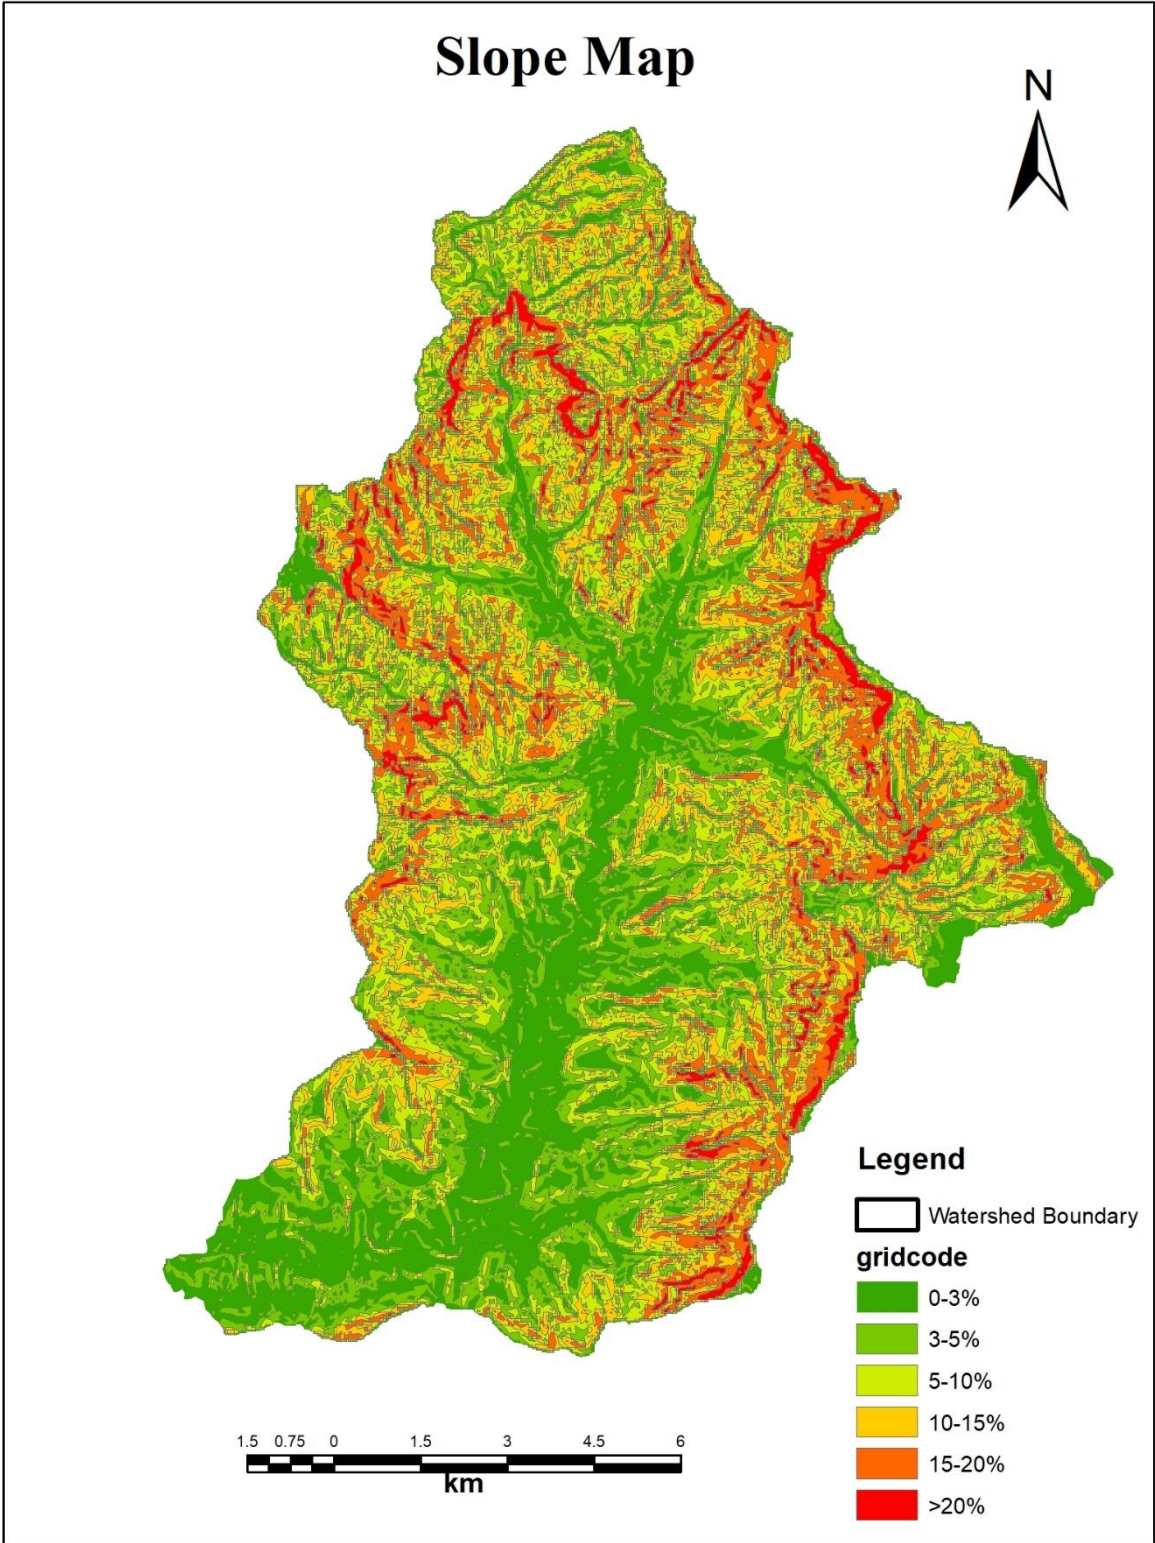 Slope Map
N
Legend
Watershed Boundary
gridcode
0-3%
3-5%
5-10%
10-15%
15-20%
>20%
1.5 0.75 0 1.5 3 4.5 6
km